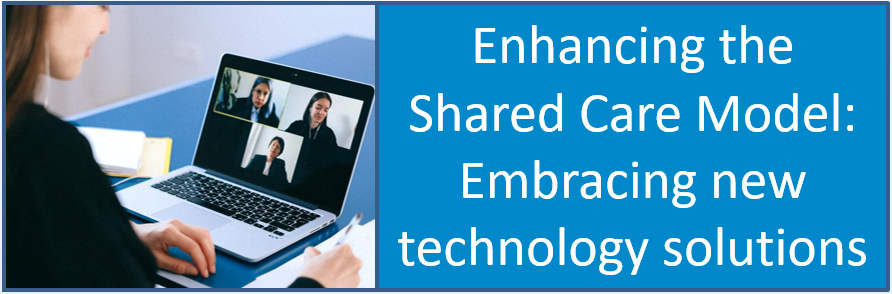 Enhancing the
Shared Care Model:
Embracing new
technology solutions